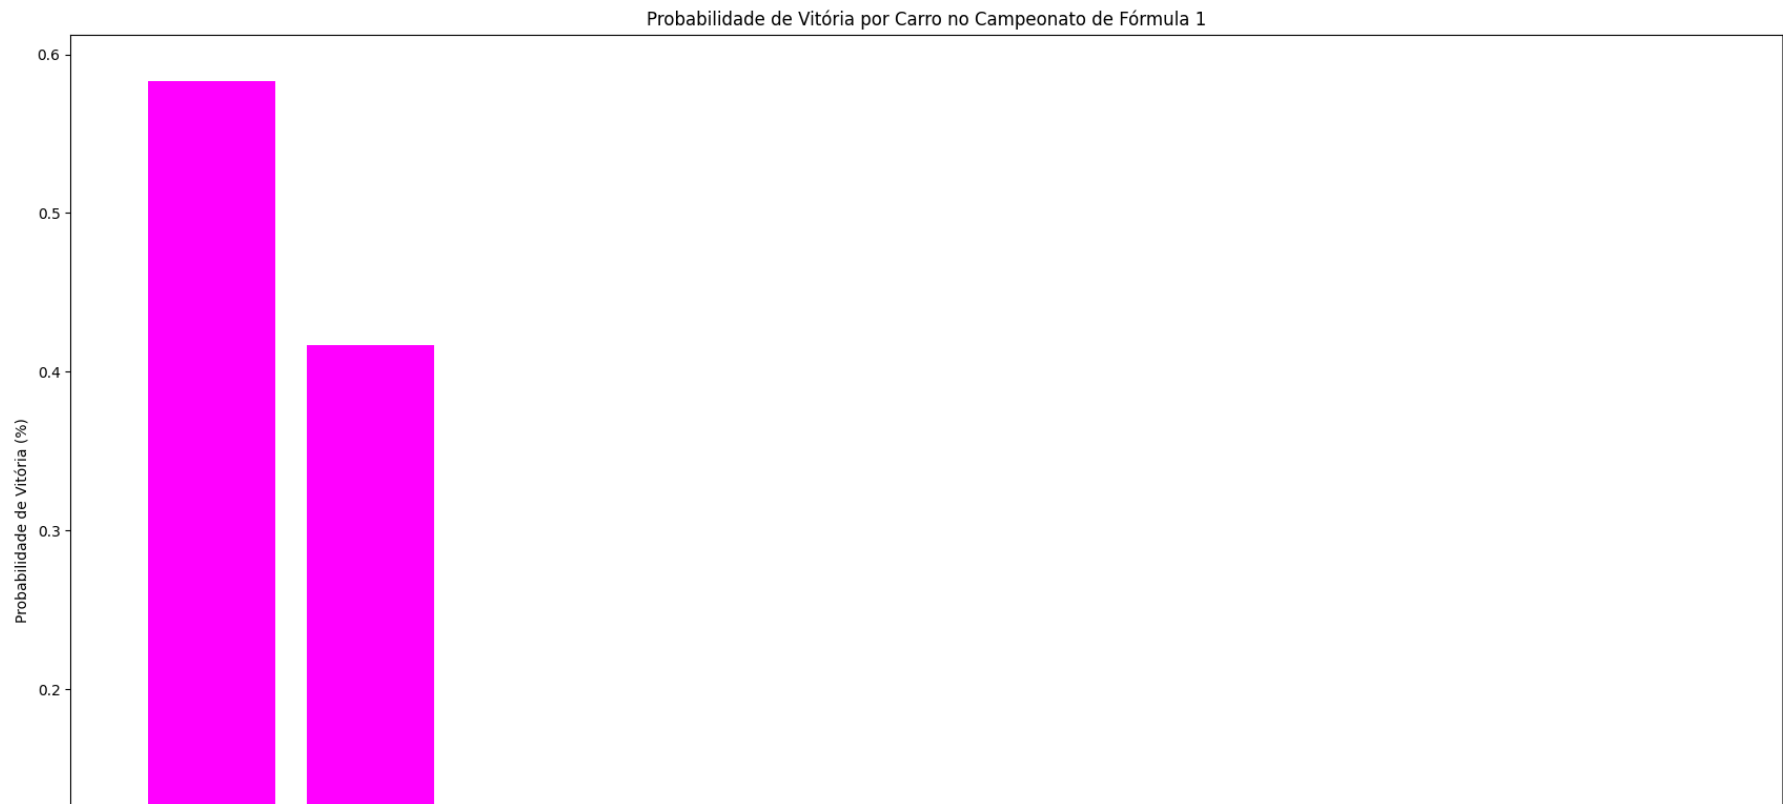 Probabilidade de Vitória por Carro no Campeonato de Fórmula 1
0.6
0.5
0.4
Probabilidade de Vitória (%)
0.3
0.2